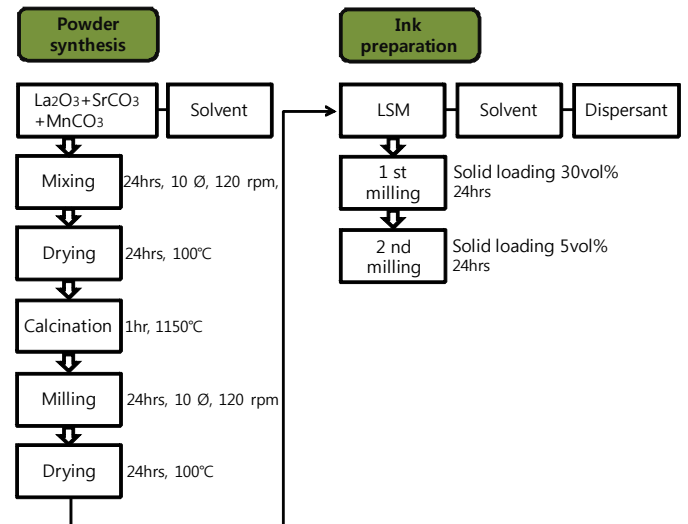 Powder
synthesis
La2O3+SrCO3
+MnCO3
Solvent
Mixing
24hrs, 10 Ø, 120 rpm,
Drying
24hrs, 100℃
Calcination
1hr, 1150℃
Milling
24hrs, 10 Ø, 120 rpm
Drying
24hrs, 100℃
Ink
preparation
LSM
Solvent
Dispersant
1 st
milling
Solid loading 30vol%
24hrs
2 nd
milling
Solid loading 5vol%
24hrs